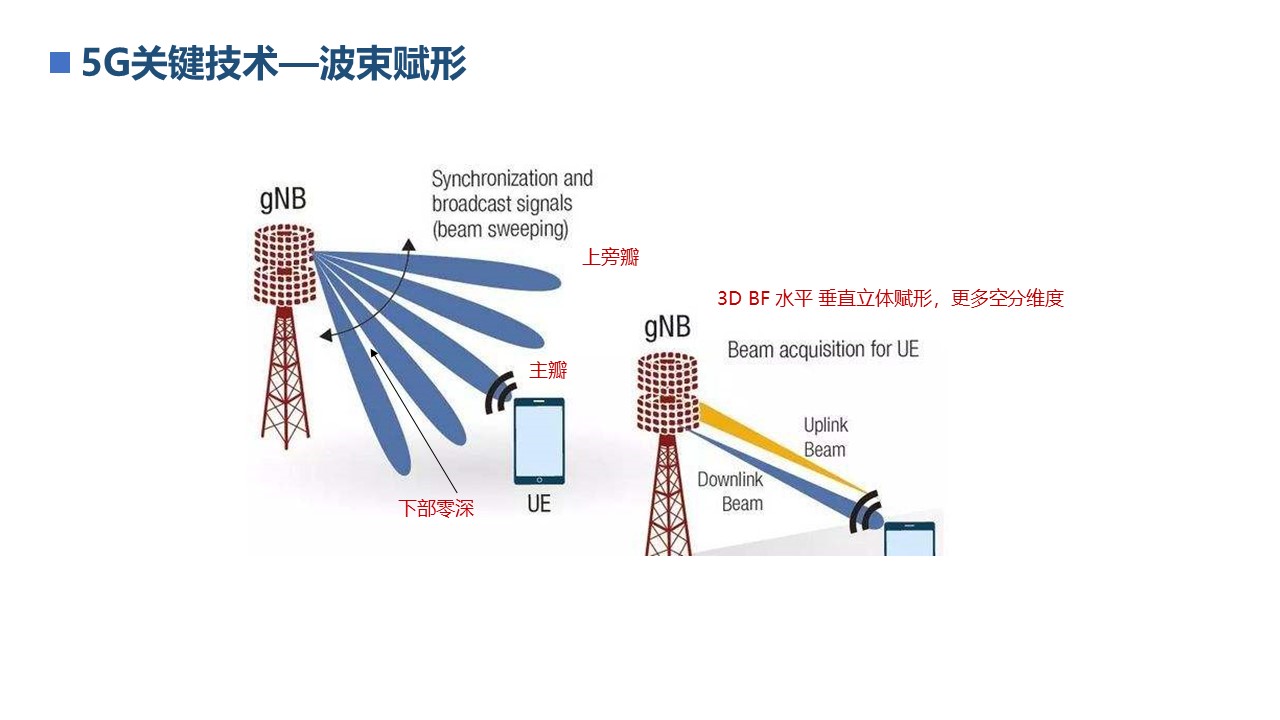 5G关键技术—波束赋形
gNB
Synchronization and
broadcast signals
(beam sweeping)
上旁瓣
主瓣
下部零深
UE
3D BF 水平 垂直立体赋形，更多空分维度
gNB
Beam acquisition for UE
Uplink
Beam
Downlink
Beam